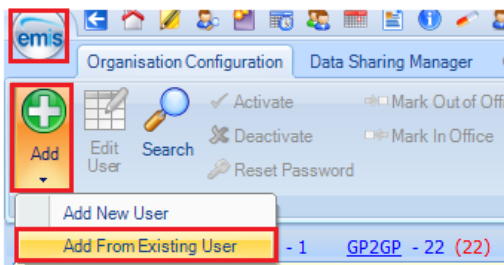 emis
Organisation Configuration Data Sharing Manager
Add Edit User Search Activate Mark Out of Offi
Deactivate Mark In Office
Reset Password
Add New User
Add From Existing User - 1 GP2GP - 22 (22)